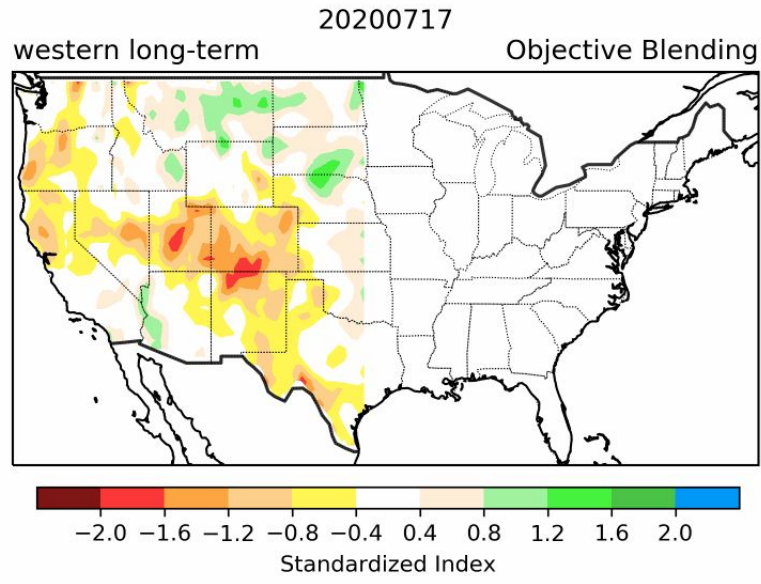 20200717
western long-term Objective Blending
−2.0 −1.6 −1.2 −0.8 −0.4 0.4 0.8 1.2 1.6 2.0
Standardized Index